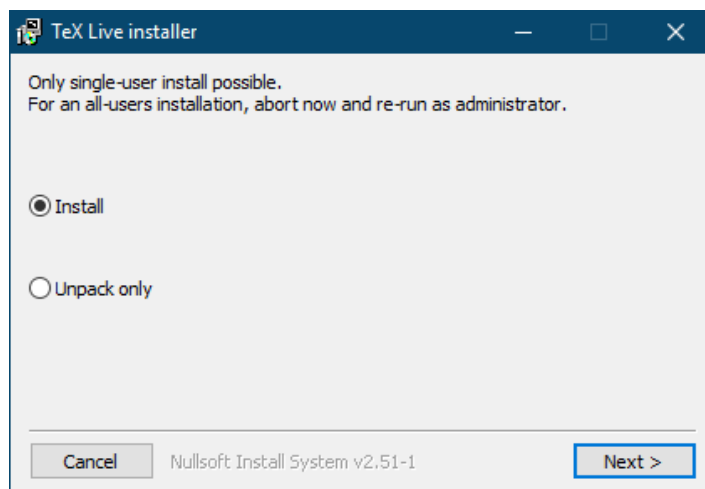 TeX Live installer
Only single-user install possible.
For an all-users installation, abort now and re-run as administrator.
Install
Unpack only
Cancel
Nullsoft Install System v2.51-1
Next >